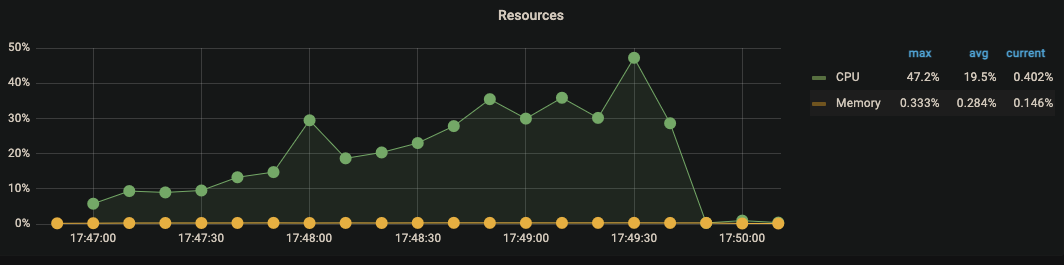 Resources
50%
40%
30%
20%
10%
0%
17:47:00 17:47:30 17:48:00 17:48:30 17:49:00 17:49:30 17:50:00
max avg current
CPU 47.2% 19.5% 0.402%
Memory 0.333% 0.284% 0.146%